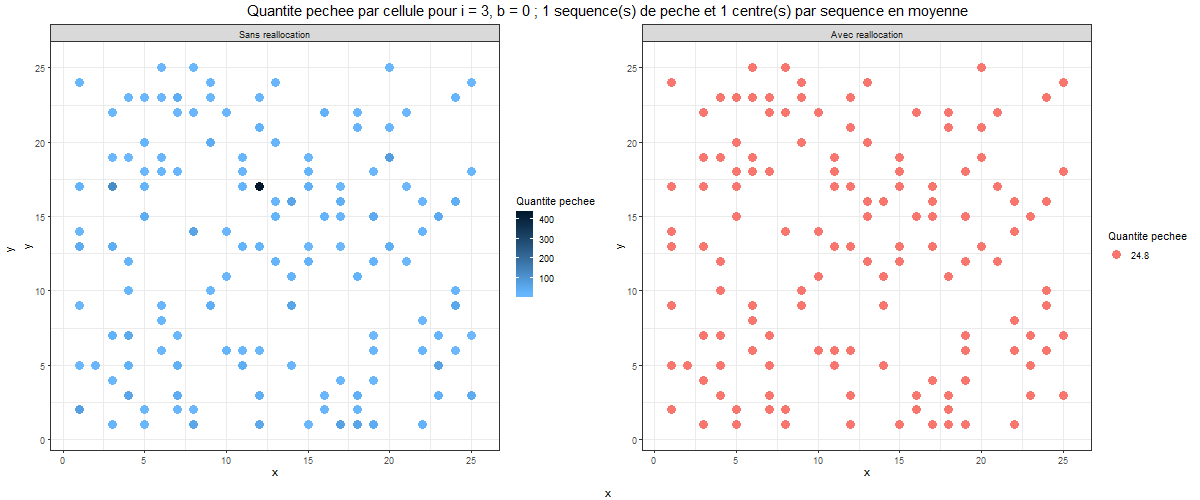 Quantite pechee par cellule pour i = 3, b = 0 ; 1 sequence(s) de peche et 1 centre(s) par sequence en moyenne
Sans reallocation
25
20
15
10
5
0
y
y
0 5 10 15 20 25
x
Quantite pechee
400
300
200
100
Avec reallocation
25
20
15
10
5
0
y
0 5 10 15 20 25
x
Quantite pechee
24.8
x